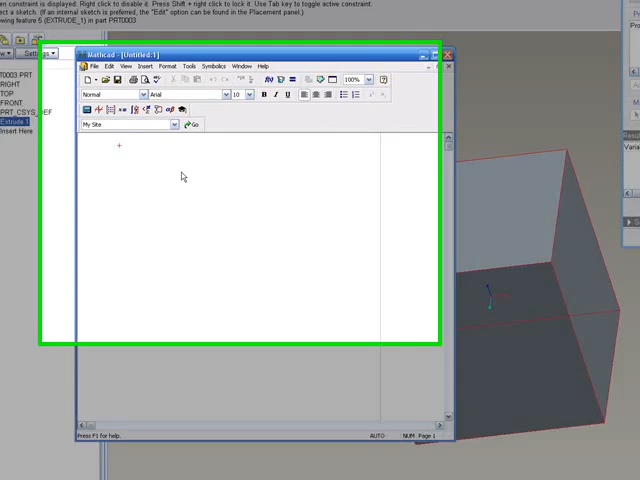 en constraint is displayed. Right click to disable it. Press Shift + right click to lock it. Use Tab key to toggle active constraint.
ect a sketch. (If an internal sketch is preferred, the "Edit" option can be found in the Placement panel.)
wing feature 5 (EXTRUDE_1) in part PRT0003
Settings
T0003.PRT
RIGHT
TOP
FRONT
PRT_CSYS_DEF
Extrude 1
Insert Here
Mathcad - [Untitled:1]
File Edit View Insert Format Tools Symbolics Window Help
100%
Normal Arial 10 B I U
My Site Go
Press F1 for help. AUTO NUM Page 1
Pro
Resul
Varia